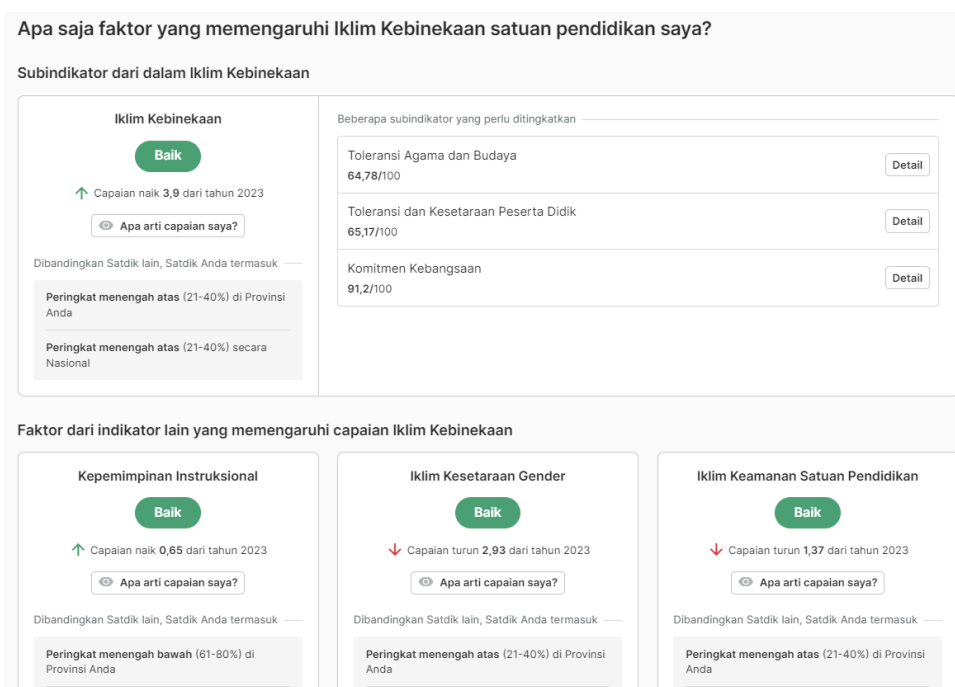 Apa saja faktor yang memengaruhi Iklim Kebinekaan satuan pendidikan saya?
Subindikator dari dalam Iklim Kebinekaan
Iklim Kebinekaan
Baik
Capaian naik 3,9 dari tahun 2023
Apa arti capaian saya?
Dibandingkan Satdik lain, Satdik Anda termasuk
Peringkat menengah atas (21-40%) di Provinsi
Anda
Peringkat menengah atas (21-40%) secara
Nasional
Beberapa subindikator yang perlu ditingkatkan
Toleransi Agama dan Budaya
64,78/100
Detail
Toleransi dan Kesetaraan Peserta Didik
65,17/100
Detail
Komitmen Kebangsaan
91,2/100
Detail
Faktor dari indikator lain yang memengaruhi capaian Iklim Kebinekaan
Kepemimpinan Instruksional
Baik
Capaian naik 0,65 dari tahun 2023
Apa arti capaian saya?
Dibandingkan Satdik lain, Satdik Anda termasuk
Peringkat menengah bawah (61-80%) di
Provinsi Anda
Iklim Kesetaraan Gender
Baik
Capaian turun 2,93 dari tahun 2023
Apa arti capaian saya?
Dibandingkan Satdik lain, Satdik Anda termasuk
Peringkat menengah atas (21-40%) di Provinsi
Anda
Iklim Keamanan Satuan Pendidikan
Baik
Capaian turun 1,37 dari tahun 2023
Apa arti capaian saya?
Dibandingkan Satdik lain, Satdik Anda termasuk
Peringkat menengah atas (21-40%) di Provinsi
Anda